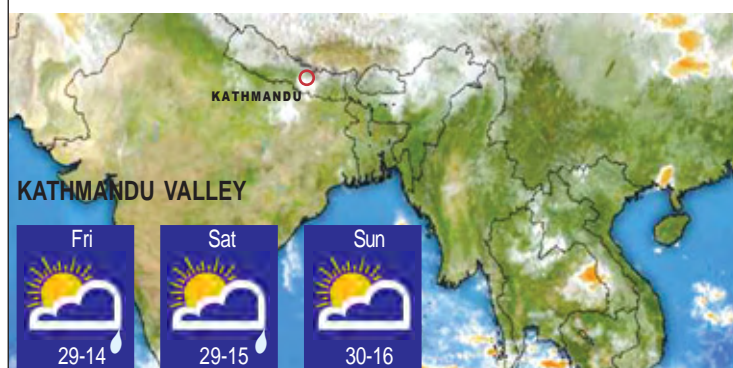 KATHMANDU
KATHMANDU VALLEY
Fri
Sat
Sun
29-14
29-15
30-16